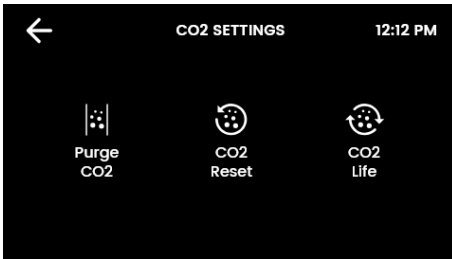 CO2 SETTINGS
12:12 PM
Purge
CO2
CO2
Reset
CO2
Life